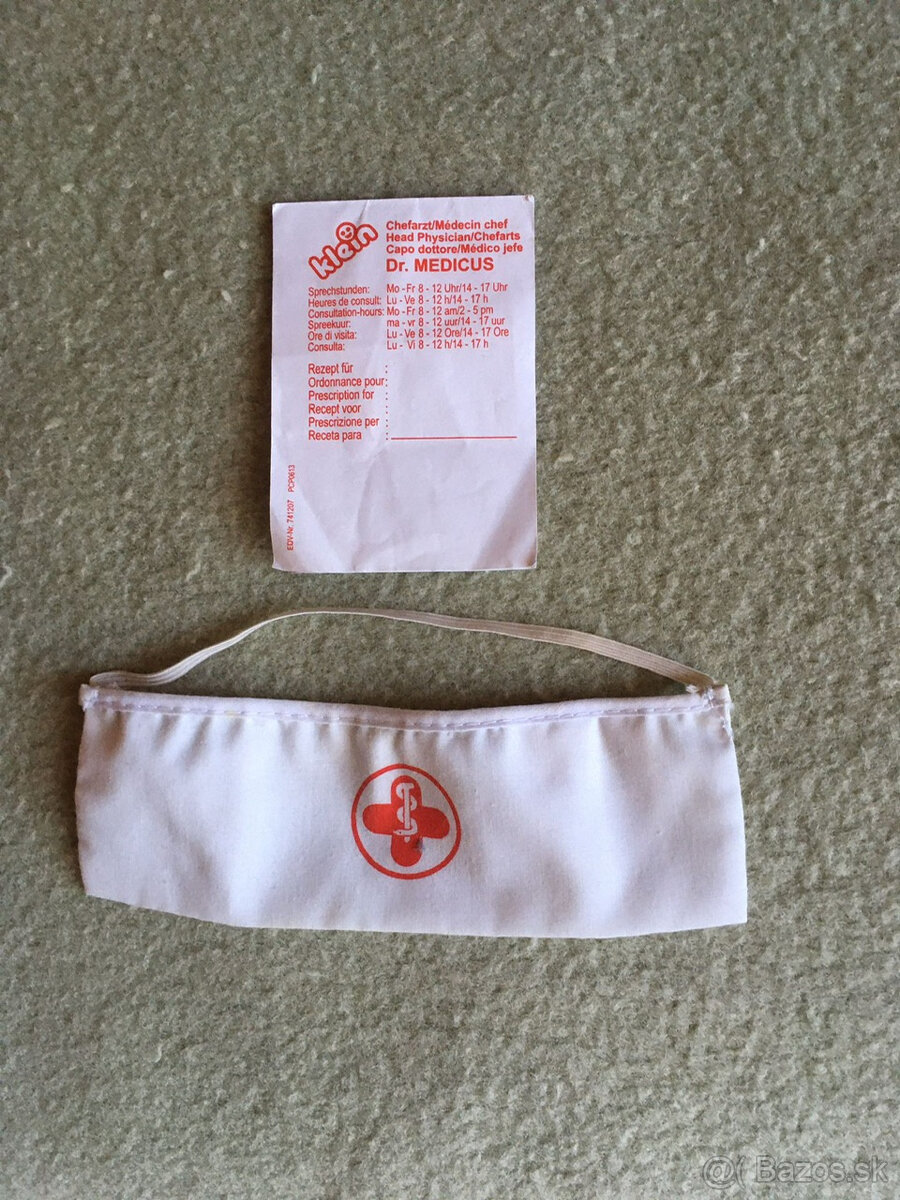 klein
Chefarzt/Médecin chef
Head Physician/Chefarts
Capo dottore/Médico jefe
Dr. MEDICUS
Sprechstunden: Mo - Fr 8 - 12 Uhr/14 - 17 Uhr
Heures de consult: Lu - Ve 8 - 12 h/14 - 17 h
Consultation-hours: Mo - Fr 8 - 12 am/2 - 5 pm
Spreekuur: ma - vr 8 - 12 uur/14 - 17 uur
Ore di visita: Lu - Ve 8 - 12 Ore/14 - 17 Ore
Consulta: Lu - Vi 8 - 12 h/14 - 17 h
Rezept für :
Ordonnance pour:
Prescription for :
Recept voor :
Prescrizione per :
Receta para :
EDV-Nr. 741207 PCP0613
@( Bazos.sk